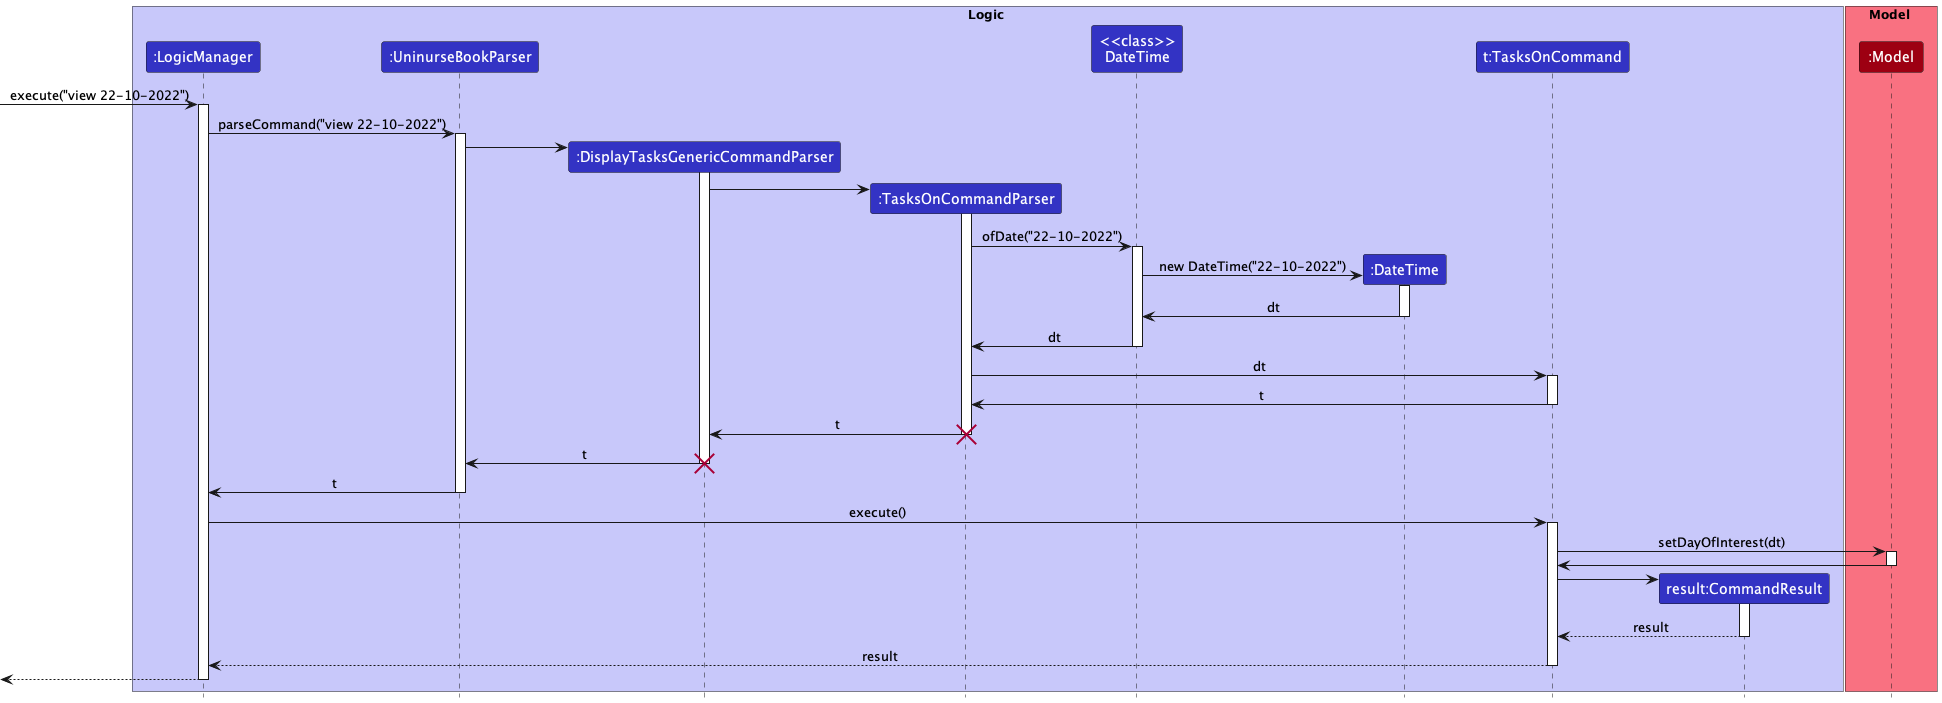 Logic
Model
<<class>>
:LogicManager
:UninurseBookParser
DateTime
t:TasksOnCommand
:Model
execute("view 22-10-2022")
parseCommand("view 22-10-2022")
:DisplayTasksGenericCommandParser
:TasksOnCommandParser
ofDate("22-10-2022")
new DateTime("22-10-2022")
:DateTime
dt
dt
dt
t
t
t
t
execute()
setDayOfInterest(dt)
result:CommandResult
result
result